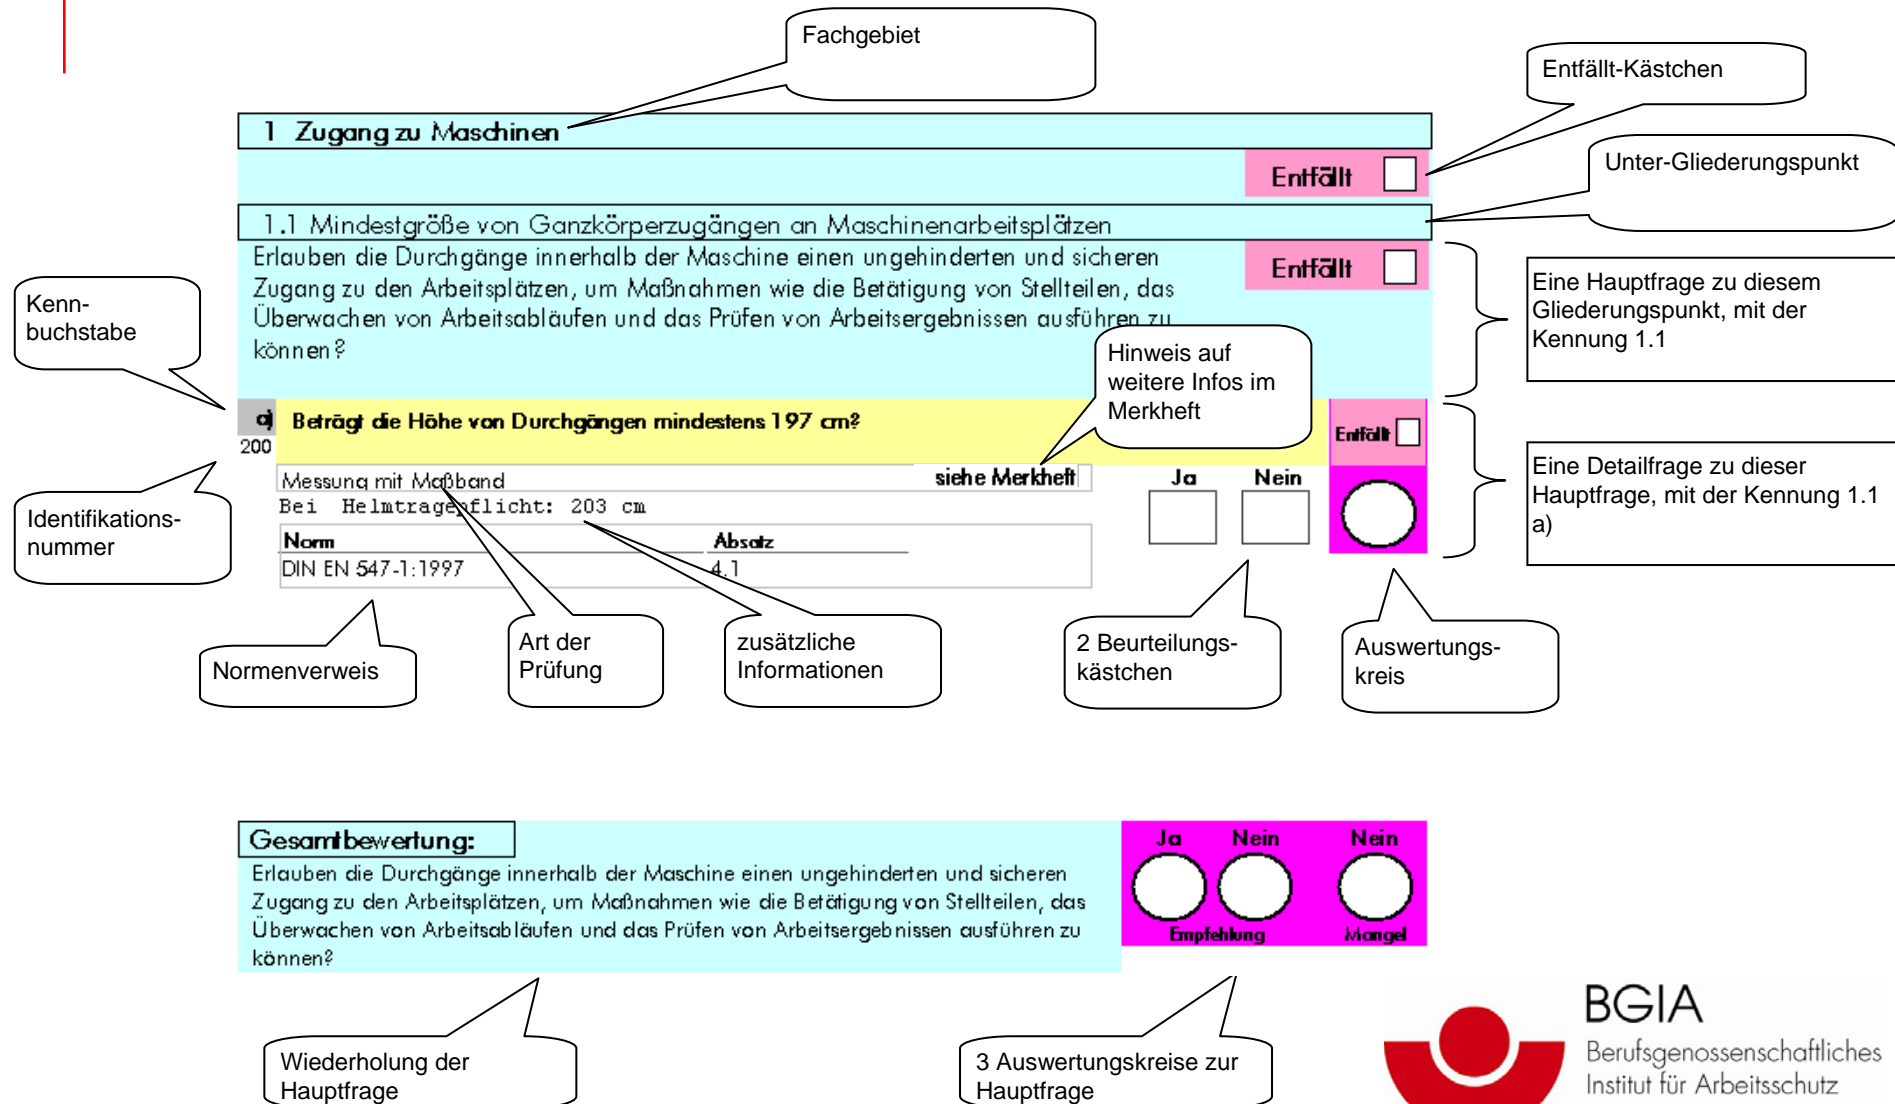 Fachgebiet
Entfällt-Kästchen
1 Zugang zu Maschinen
Entfällt
Unter-Gliederungspunkt
1.1 Mindestgröße von Ganzkörperzugängen an Maschinenarbeitsplätzen
Erlauben die Durchgänge innerhalb der Maschine einen ungehinderten und sicheren
Zugang zu den Arbeitsplätzen, um Maßnahmen wie die Betätigung von Stellteilen, das
Überwachen von Arbeitsabläufen und das Prüfen von Arbeitsergebnissen ausführen zu
können?
Entfällt
Eine Hauptfrage zu diesem
Gliederungspunkt, mit der
Kennung 1.1
Kenn-
buchstabe
Hinweis auf
weitere Infos im
Merkheft
a)
Beträgt die Höhe von Durchgängen mindestens 197 cm?
Entfällt
200
Messung mit Maßband
siehe Merkheft
Ja Nein
Bei Helmtragepflicht: 203 cm
Norm Absatz
DIN EN 547-1:1997 4.1
Eine Detailfrage zu dieser
Hauptfrage, mit der Kennung 1.1
a)
Identifikations-
nummer
Normenverweis
Art der
Prüfung
zusätzliche
Informationen
2 Beurteilungs-
kästchen
Auswertungs-
kreis
Gesamtbewertung:
Erlauben die Durchgänge innerhalb der Maschine einen ungehinderten und sicheren
Zugang zu den Arbeitsplätzen, um Maßnahmen wie die Betätigung von Stellteilen, das
Überwachen von Arbeitsabläufen und das Prüfen von Arbeitsergebnissen ausführen zu
können?
Ja Nein Nein
Empfehlung Mangel
Wiederholung der
Hauptfrage
3 Auswertungskreise zur
Hauptfrage
BGIA
Berufsgenossenschaftliches
Institut für Arbeitsschutz